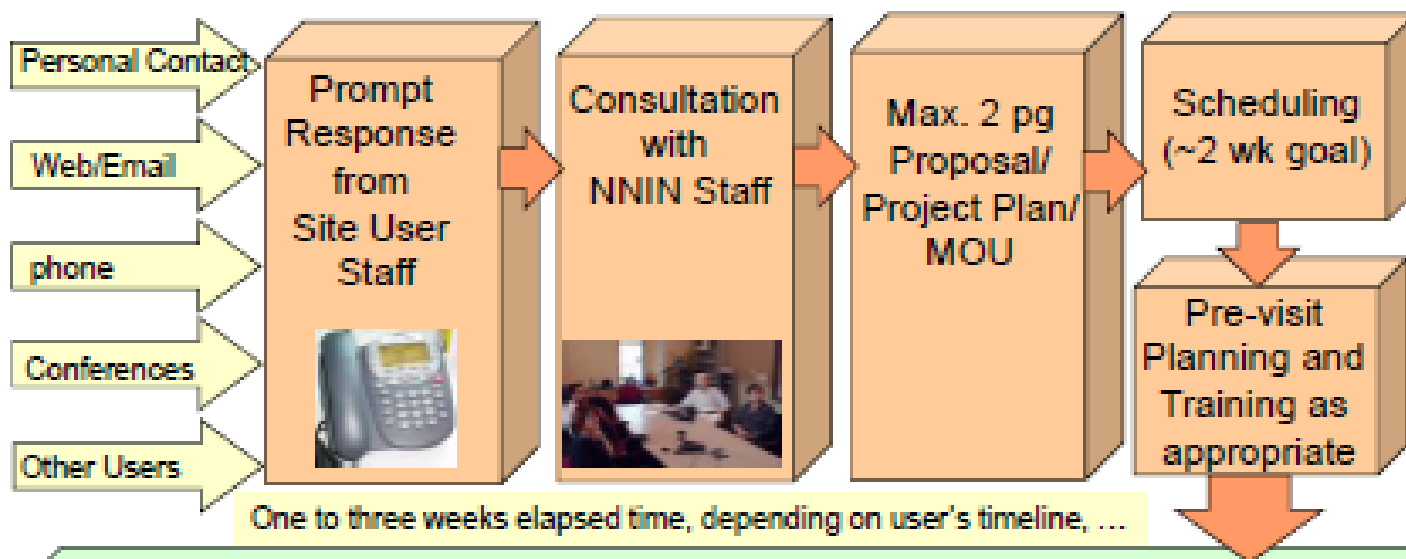 Personal Contact
Web/Email
phone
Conferences
Other Users
Prompt
Response
from
Site User
Staff
Consultation
with
NNIN Staff
Max. 2 pg
Proposal/
Project Plan/
MOU
Scheduling
(~2 wk goal)
Pre-visit
Planning and
Training as
appropriate
One to three weeks elapsed time, depending on user's timeline, ...